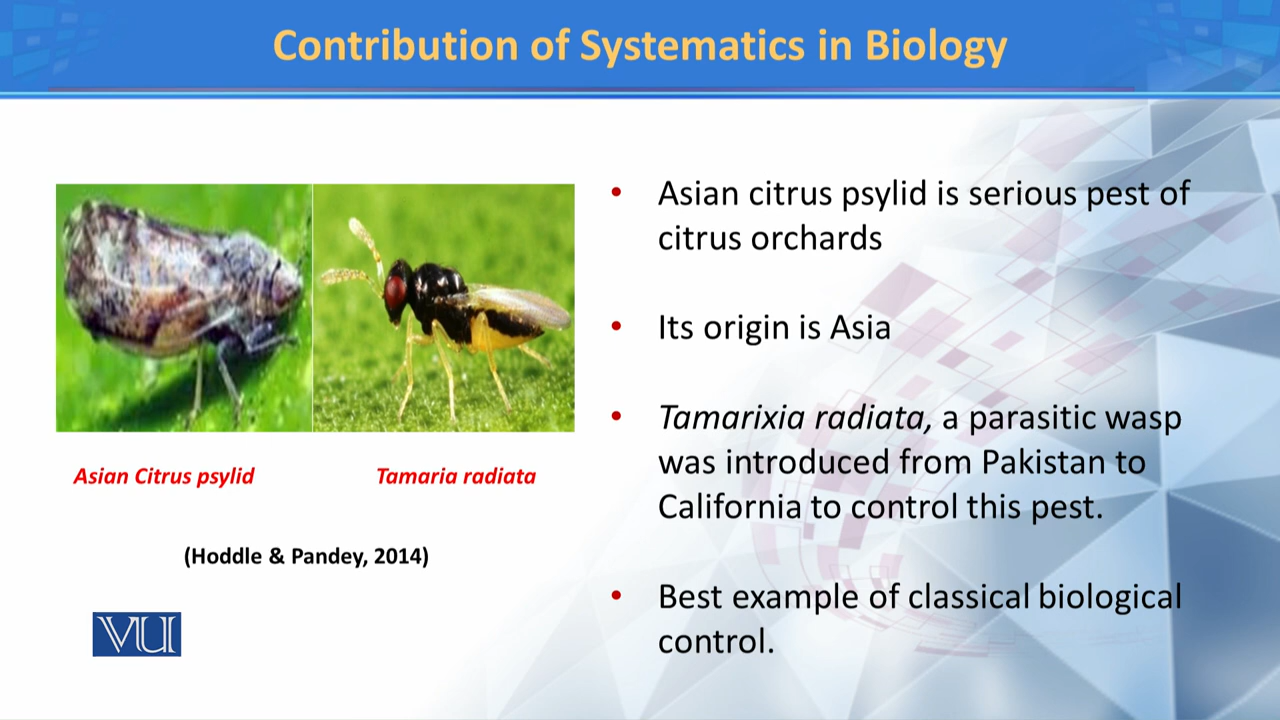 Contribution of Systematics in Biology
Asian Citrus psylid
Tamaria radiata
(Hoddle & Pandey, 2014)
VU
• Asian citrus psylid is serious pest of
citrus orchards
• Its origin is Asia
• Tamarixia radiata, a parasitic wasp
was introduced from Pakistan to
California to control this pest.
• Best example of classical biological
control.